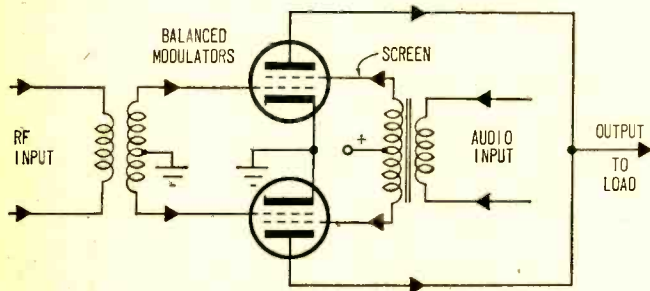 BALANCED
MODULATORS
SCREEN
RF
INPUT
+
AUDIO
INPUT
OUTPUT
TO
LOAD